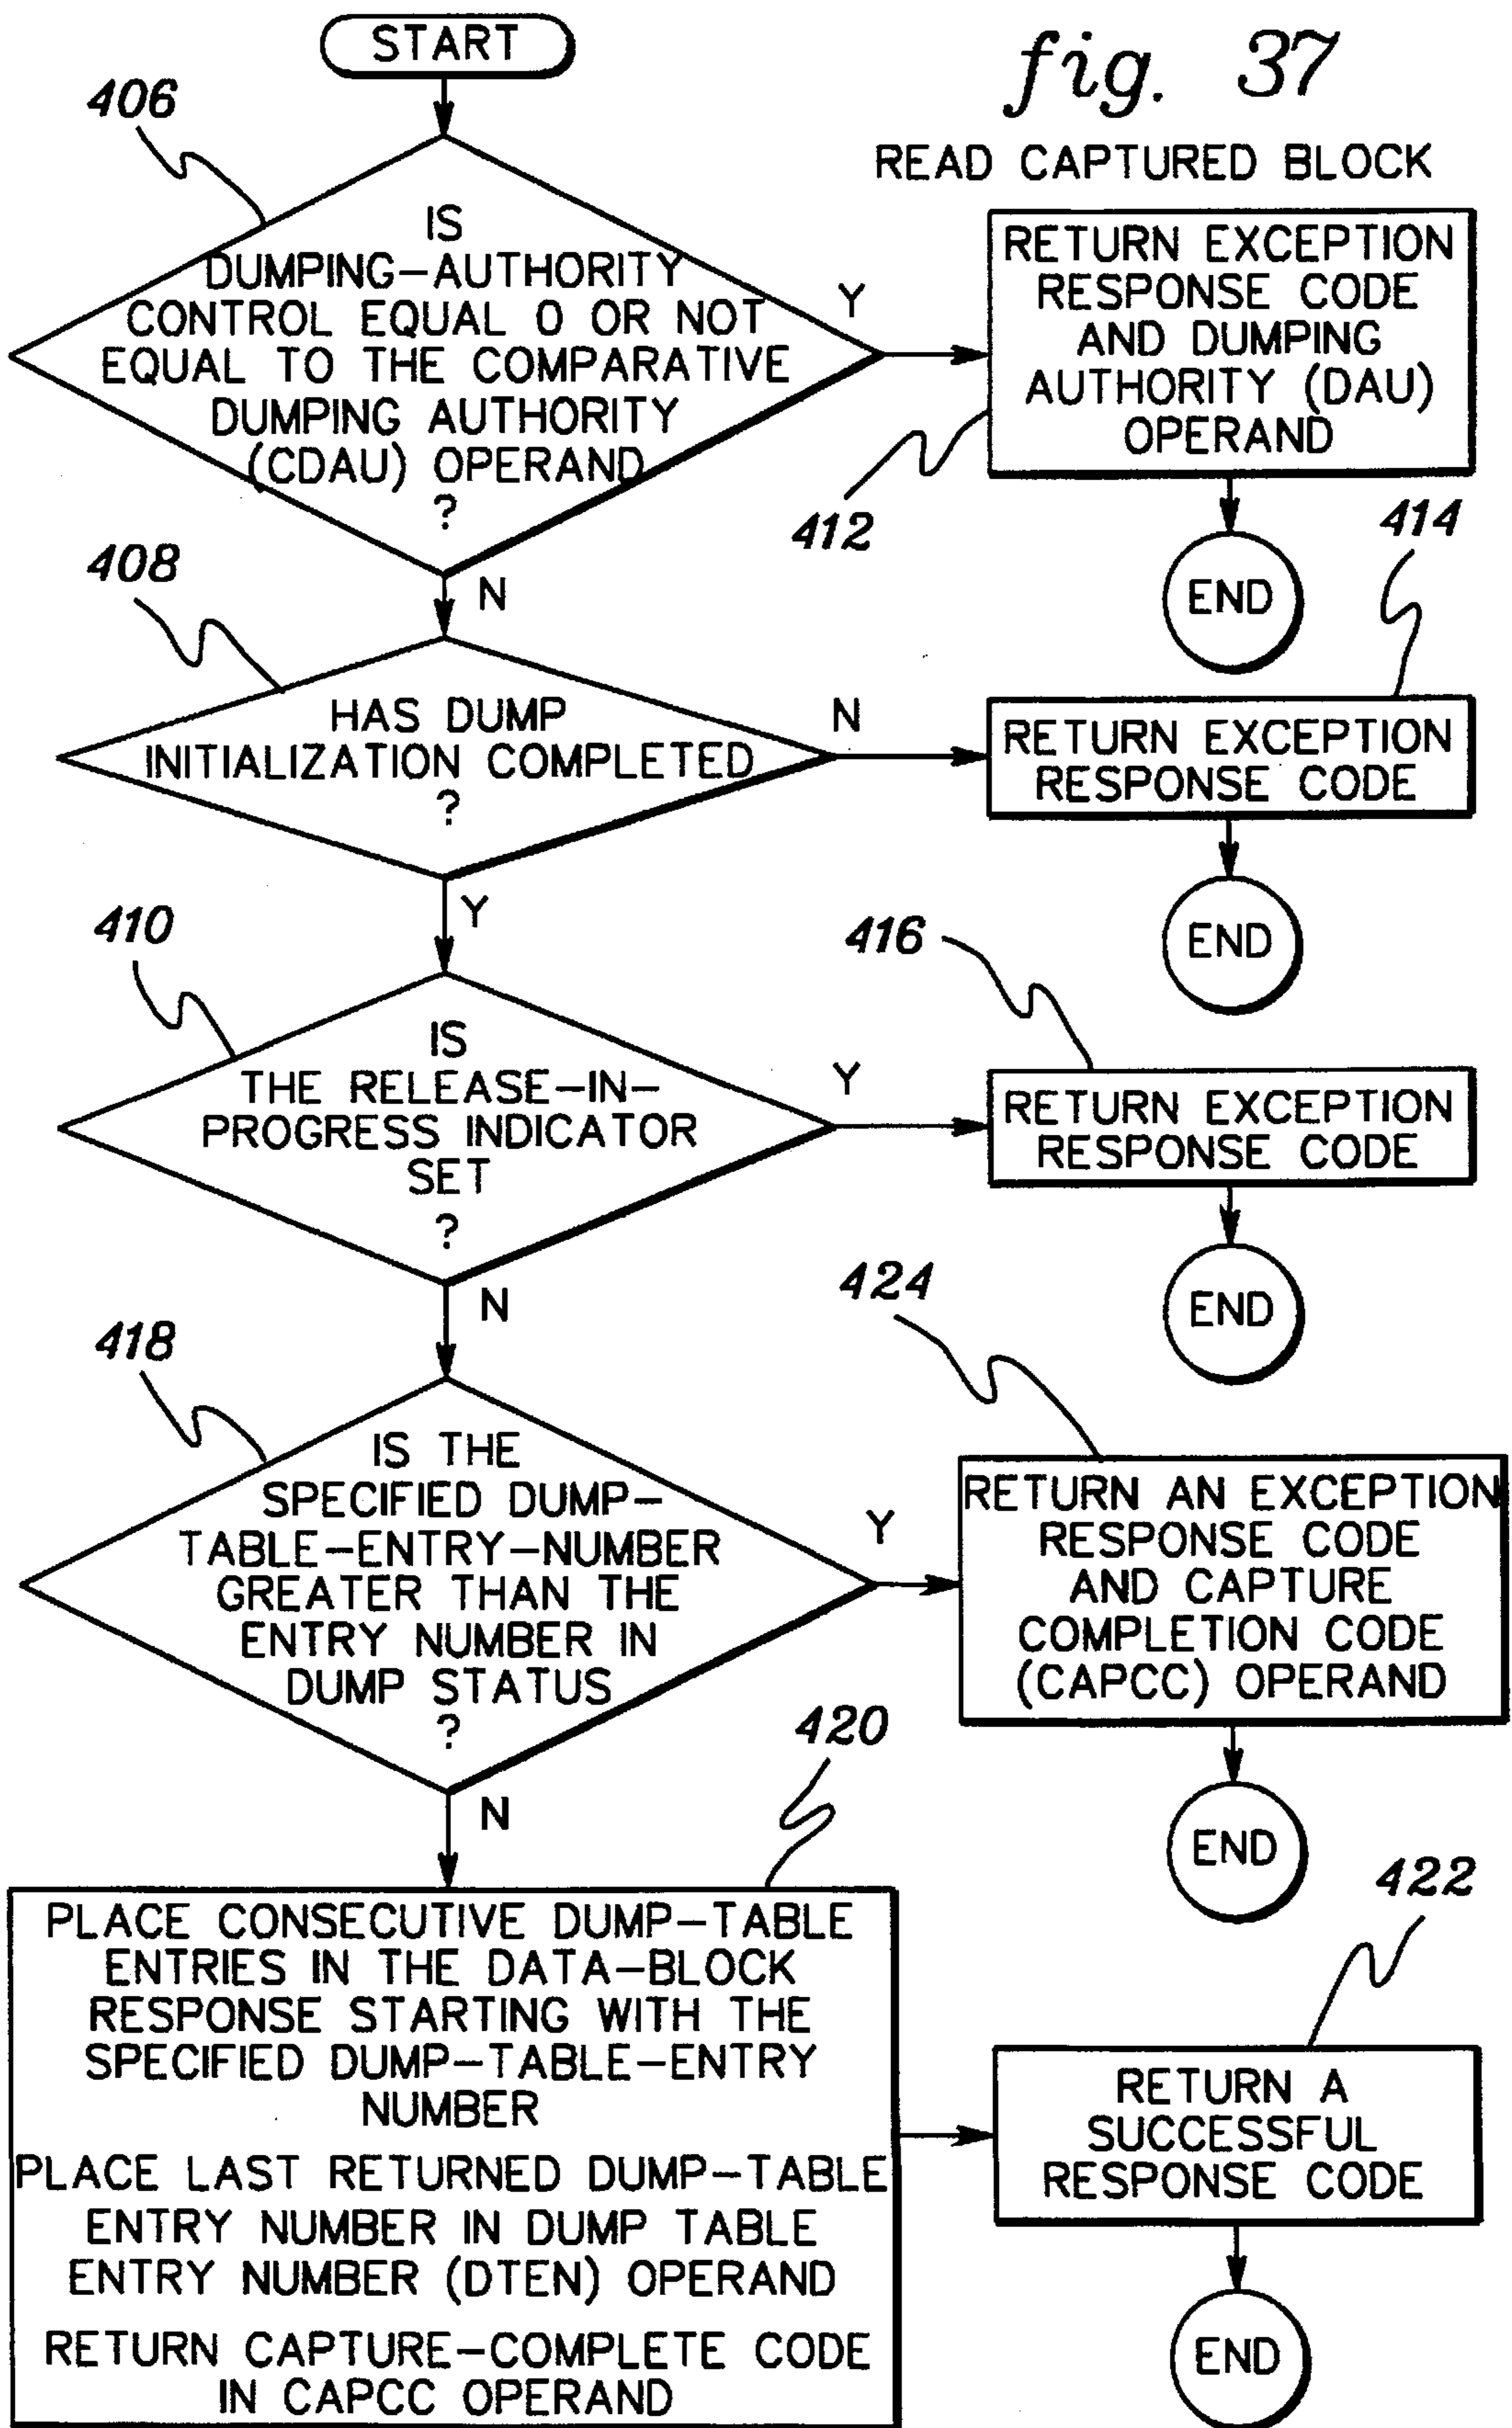 START
fig. 37
READ CAPTURED BLOCK
406
IS
DUMPING-AUTHORITY
CONTROL EQUAL 0 OR NOT
EQUAL TO THE COMPARATIVE
DUMPING AUTHORITY
(CDAU) OPERAND
?
Y
RETURN EXCEPTION
RESPONSE CODE
AND DUMPING
AUTHORITY (DAU)
OPERAND
412
END
N
408
HAS DUMP
INITIALIZATION COMPLETED
?
N
414
RETURN EXCEPTION
RESPONSE CODE
END
Y
410
IS
THE RELEASE-IN-
PROGRESS INDICATOR
SET
?
Y
416
RETURN EXCEPTION
RESPONSE CODE
END
N
418
IS THE
SPECIFIED DUMP-
TABLE-ENTRY-NUMBER
GREATER THAN THE
ENTRY NUMBER IN
DUMP STATUS
?
Y
424
RETURN AN EXCEPTION
RESPONSE CODE
AND CAPTURE
COMPLETION CODE
(CAPCC) OPERAND
END
N
420
PLACE CONSECUTIVE DUMP-TABLE
ENTRIES IN THE DATA-BLOCK
RESPONSE STARTING WITH THE
SPECIFIED DUMP-TABLE-ENTRY
NUMBER
PLACE LAST RETURNED DUMP-TABLE
ENTRY NUMBER IN DUMP TABLE
ENTRY NUMBER (DTEN) OPERAND
RETURN CAPTURE-COMPLETE CODE
IN CAPCC OPERAND
422
RETURN A
SUCCESSFUL
RESPONSE CODE
END